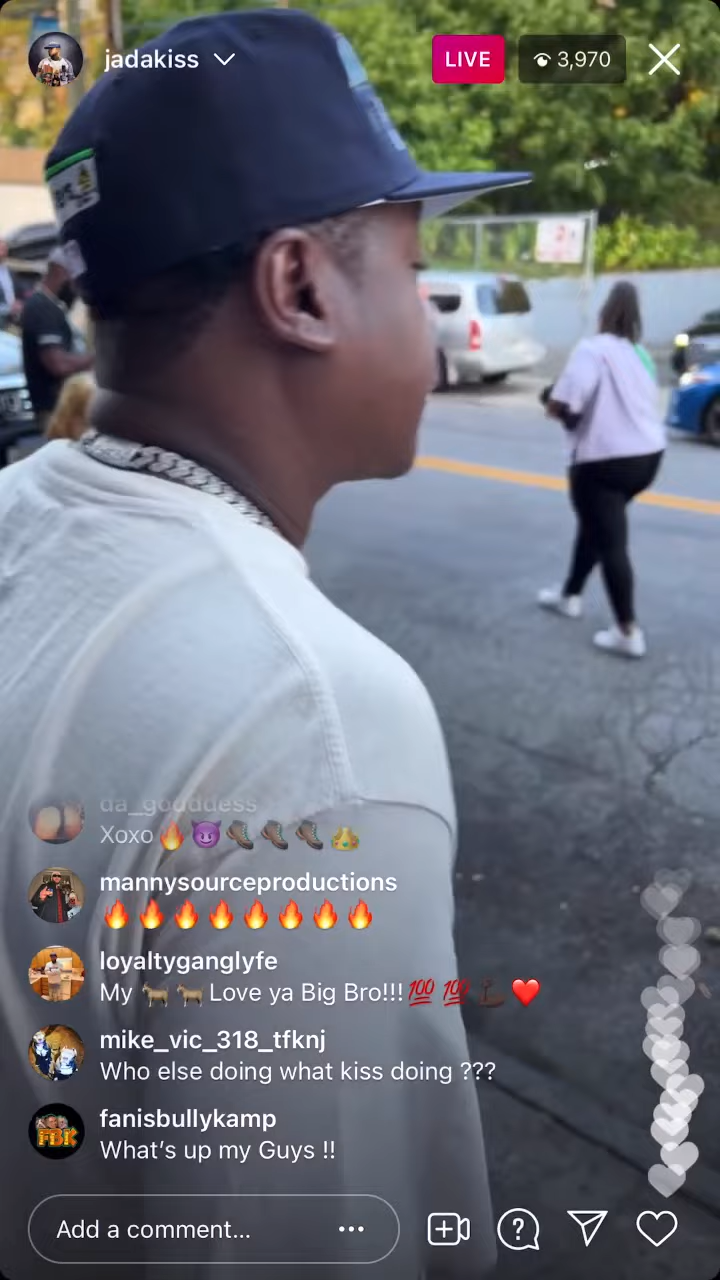 jadakiss
LIVE
3,970
da_godddess
Xoxo🔥😈🥾🥾🥾
mannysourceproductions
🔥🔥🔥🔥🔥🔥🔥🔥
loyaltyganglyfe
My 🐐🐐Love ya Big Bro!!!💯💯💪🏿❤️
mike_vic_318_tfknj
Who else doing what kiss doing ???
fanisbullykamp
What's up my Guys !!
Add a comment...